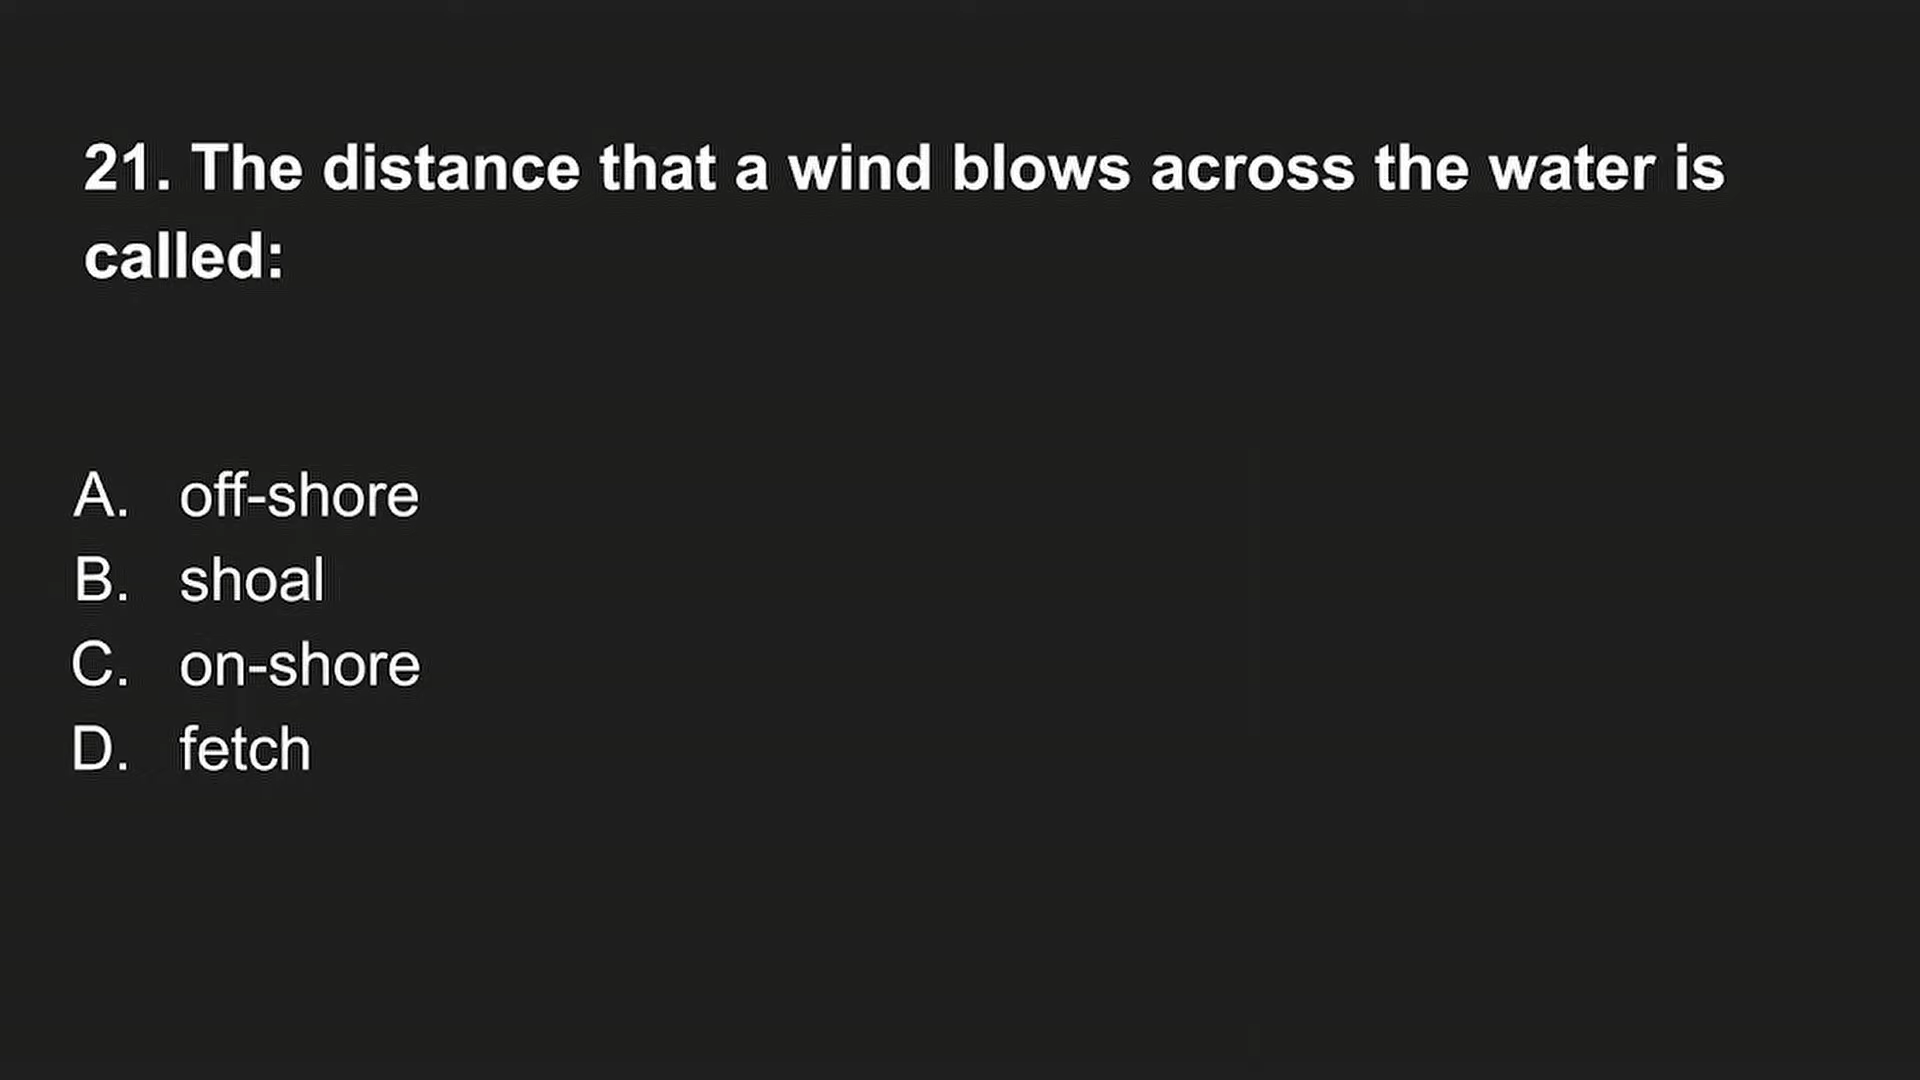 21. The distance that a wind blows across the water is
called:
A. off-shore
B. shoal
C. on-shore
D. fetch